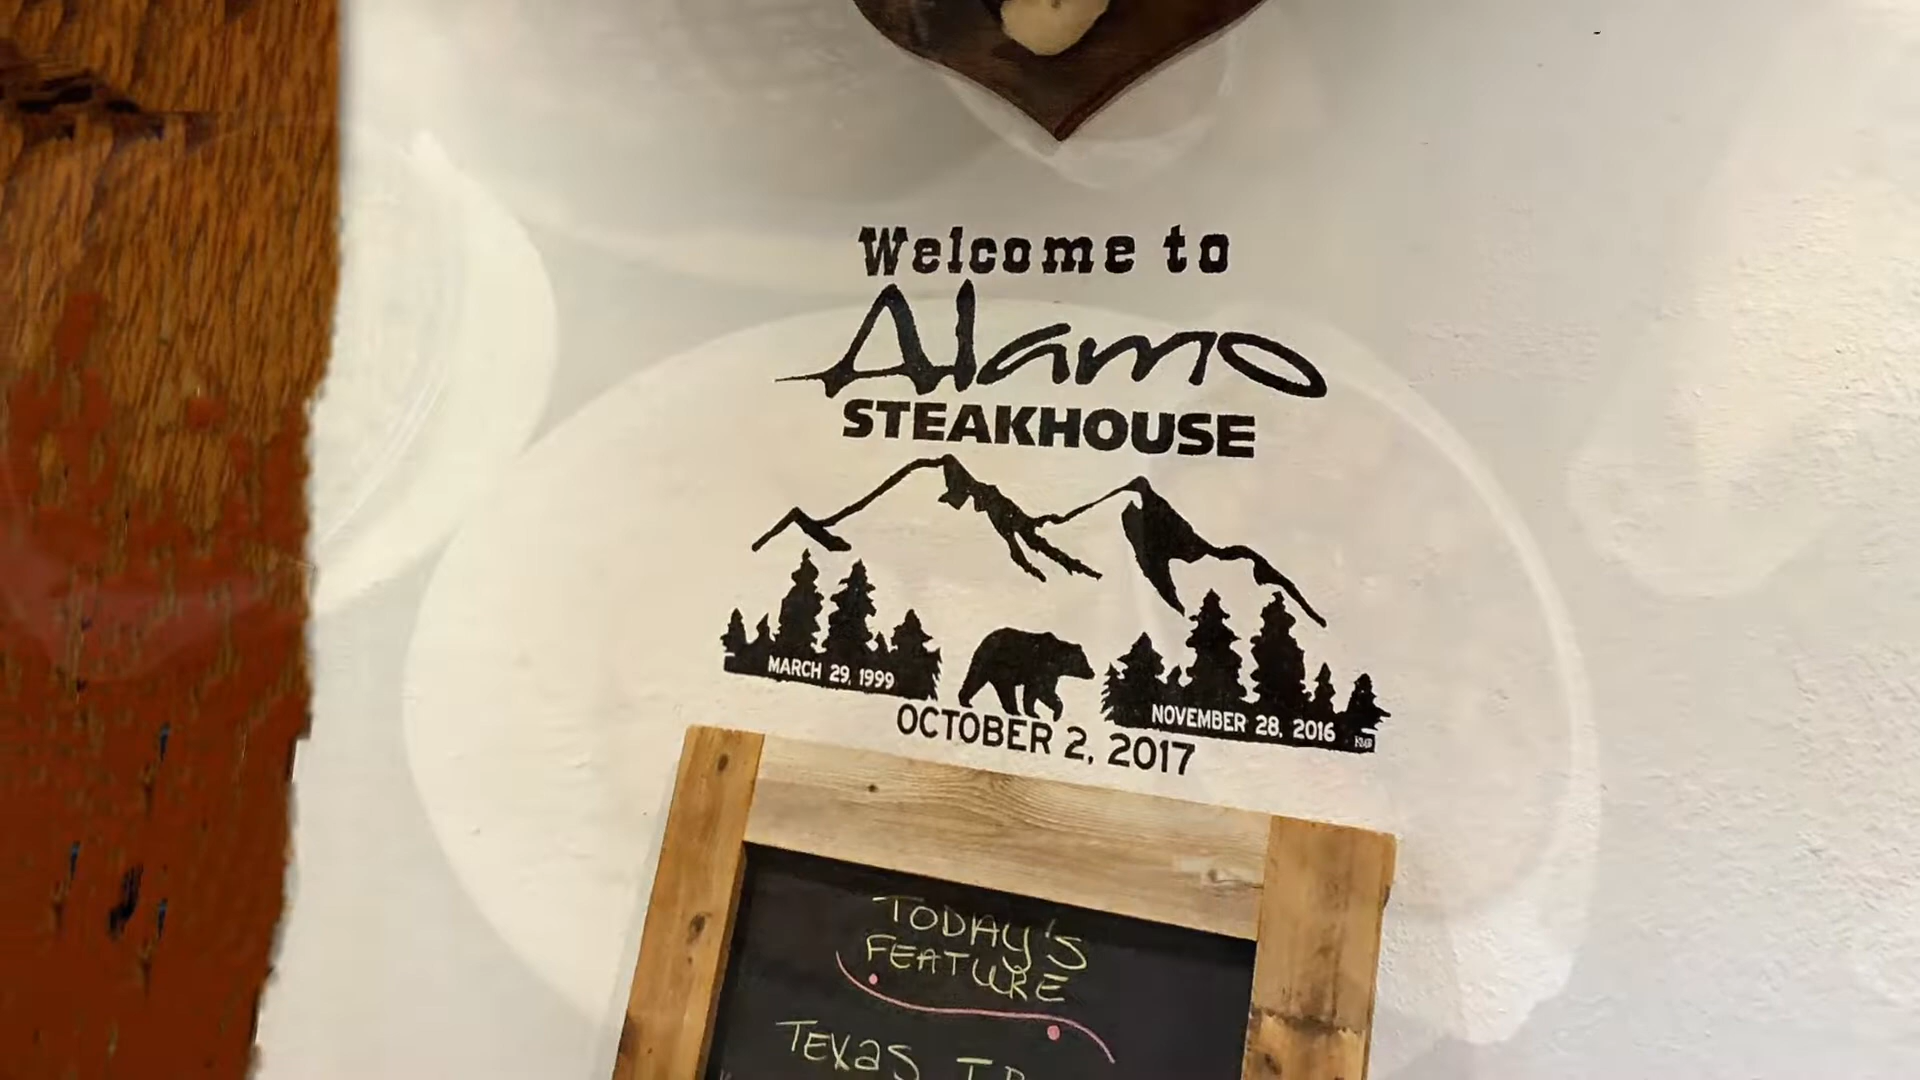 Welcome to
Alamo
STEAKHOUSE
MARCH 29, 1999
NOVEMBER 28, 2016
OCTOBER 2, 2017
TODAY'S
FEATURE
TEXAS